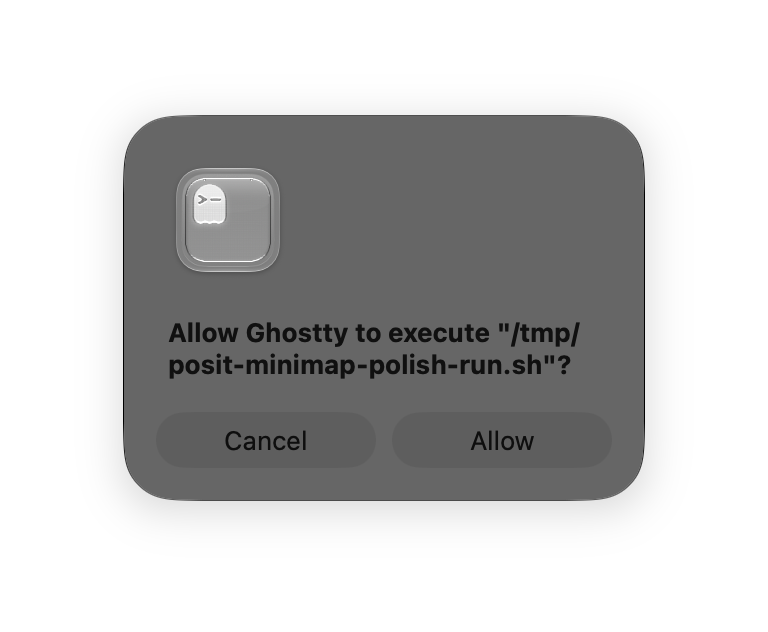 Allow Ghostty to execute "/tmp/
posit-minimap-polish-run.sh"?
Cancel
Allow